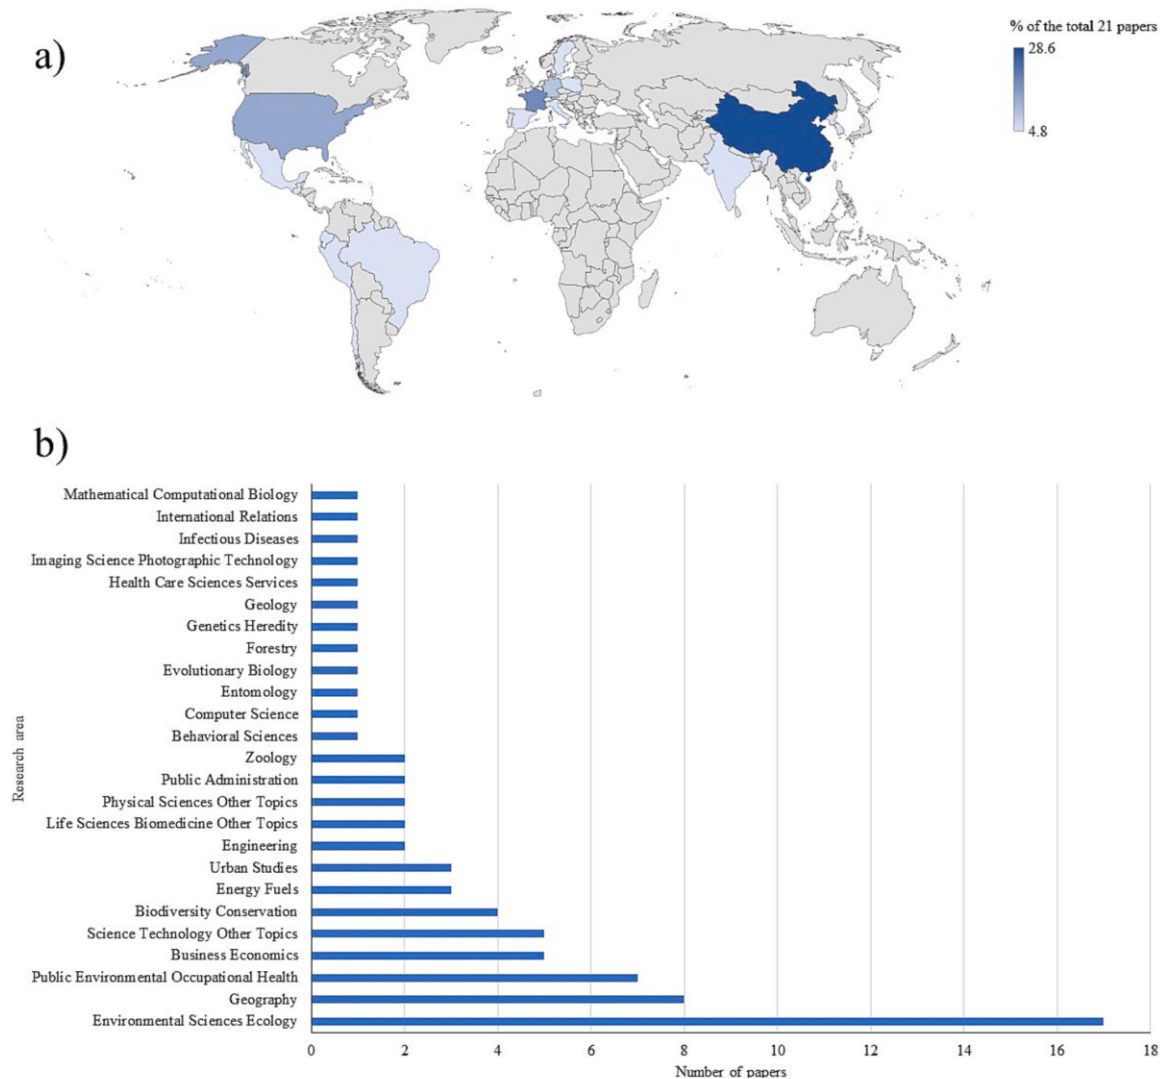 a)
% of the total 21 papers
28.6
4.8
b)
Mathematical Computational Biology
International Relations
Infectious Diseases
Imaging Science Photographic Technology
Health Care Sciences Services
Geology
Genetics Heredity
Forestry
Evolutionary Biology
Entomology
Computer Science
Behavioral Sciences
Zoology
Public Administration
Physical Sciences Other Topics
Life Sciences Biomedicine Other Topics
Engineering
Urban Studies
Energy Fuels
Biodiversity Conservation
Science Technology Other Topics
Business Economics
Public Environmental Occupational Health
Geography
Environmental Sciences Ecology
Research area
0 2 4 6 8 10 12 14 16 18
Number of papers